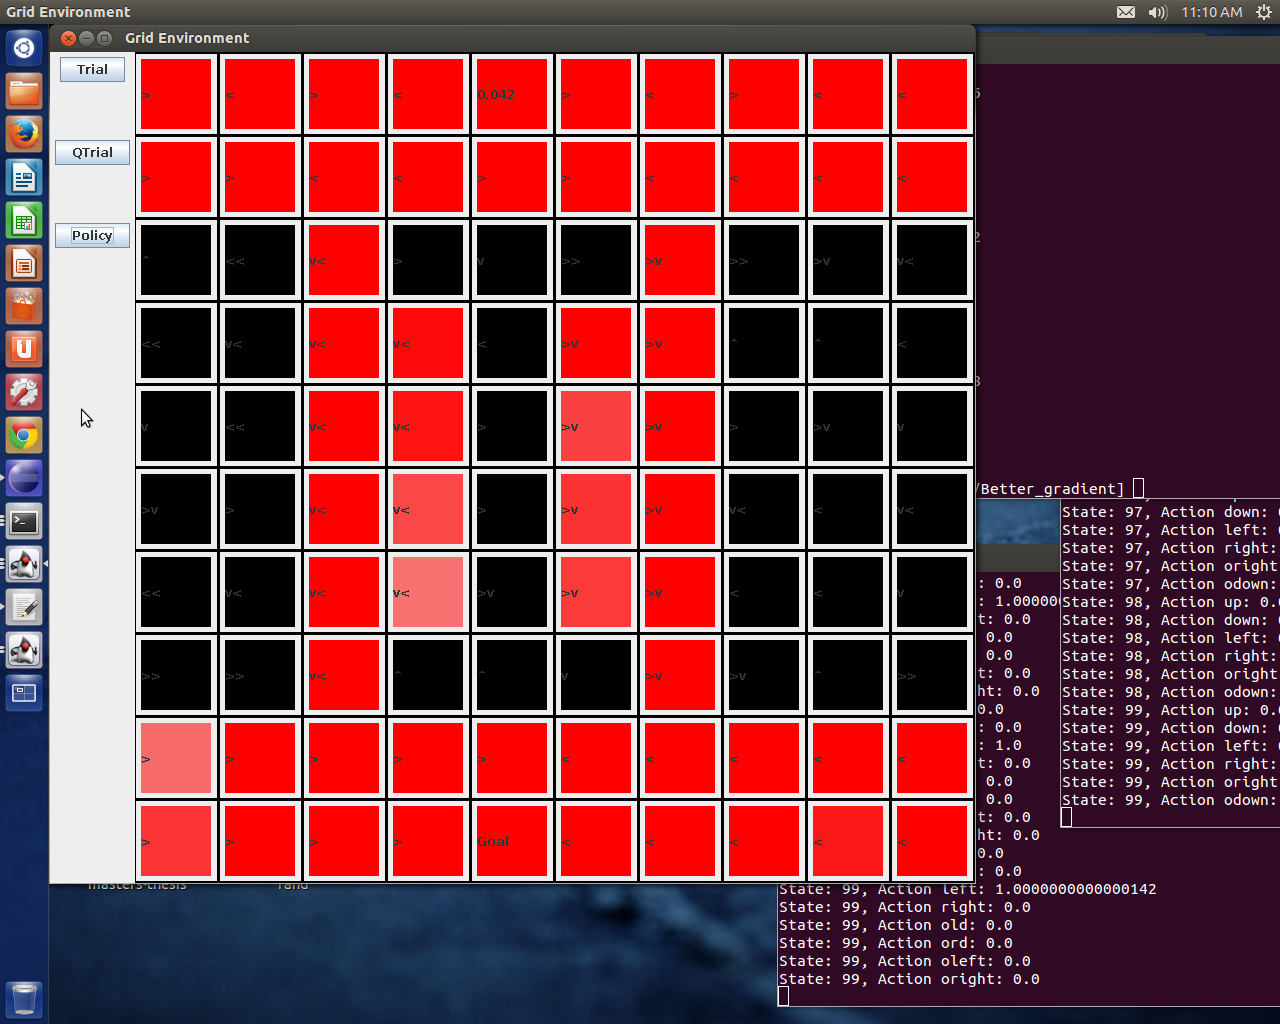 Grid Environment
11:10 AM
Grid Environment
Trial
> < > < 0.042 > < > < <
QTrial
> > < < > > < < < <
Policy
^ << v< > v >> >v >> >v v<
<< v< v< v< < >v >v ^ ^ <
v << v< v< > >v >v > >v v
>v > v< v< > >v >v v< < v<
<< v< v< v< >v >v >v < < v
>> >> v< ^ ^ v >v >v ^ >>
> > > > > < < < < <
> > > > Goal < < < < <
masters-thesis
rand
/Better_gradient]
State: 97, Action down:
State: 97, Action left:
State: 97, Action right:
State: 97, Action oright
State: 97, Action odown:
State: 98, Action up: 0.
State: 98, Action down:
State: 98, Action left:
State: 98, Action right:
State: 98, Action oright
State: 98, Action odown:
State: 99, Action up: 0.
State: 99, Action down:
State: 99, Action left:
State: 99, Action right:
State: 99, Action oright
State: 99, Action odown:
: 0.0
: 1.000000
t: 0.0
0.0
0.0
t: 0.0
ht: 0.0
0.0
: 0.0
: 1.0
t: 0.0
0.0
0.0
t: 0.0
ht: 0.0
0.0
: 0.0
State: 99, Action left: 1.0000000000000142
State: 99, Action right: 0.0
State: 99, Action old: 0.0
State: 99, Action ord: 0.0
State: 99, Action oleft: 0.0
State: 99, Action oright: 0.0